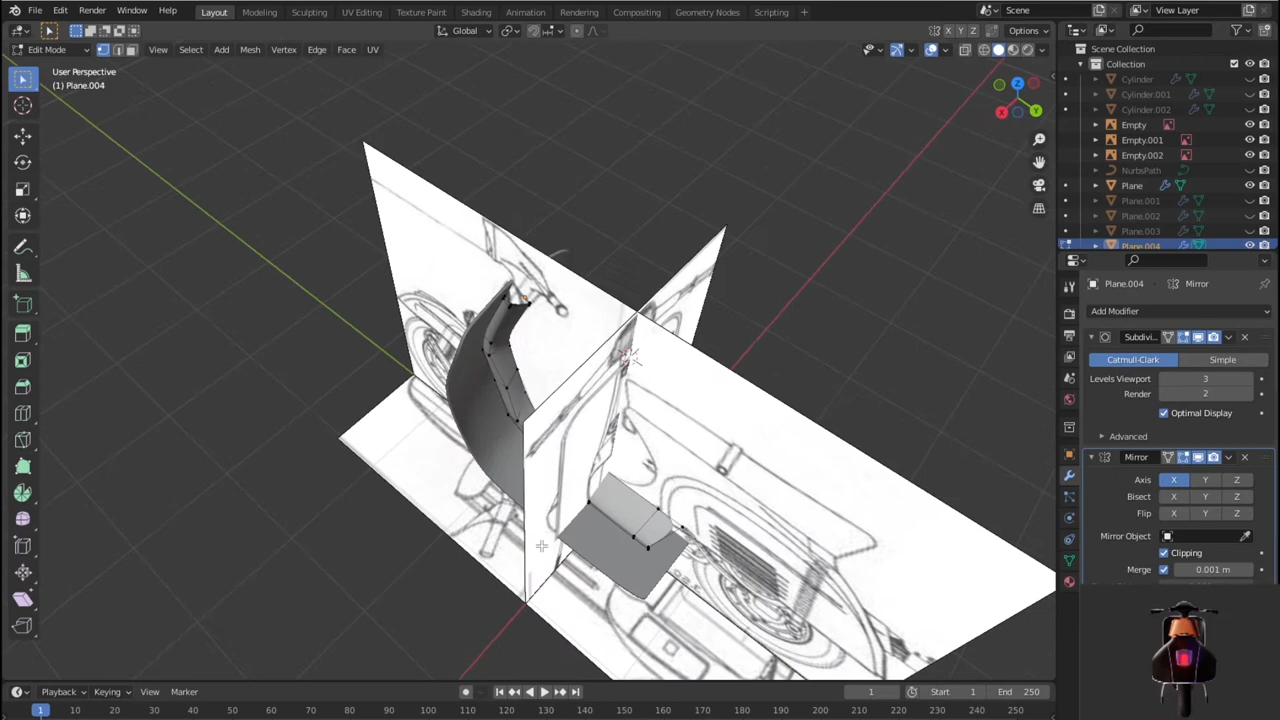 File Edit Render Window Help Layout Modeling Sculpting UV Editing Texture Paint Shading Animation Rendering Compositing Geometry Nodes Scripting + Scene View Layer
Global X Y Z Options
Edit Mode View Select Add Mesh Vertex Edge Face UV
User Perspective
(1) Plane.004
Z
Y
X
Scene Collection
Collection
Cylinder
Cylinder.001
Cylinder.002
Empty
Empty.001
Empty.002
NurbsPath
Plane
Plane.001
Plane.002
Plane.003
Plane.004
Plane.004 Mirror
Add Modifier
Subdivi..
Catmull-Clark Simple
Levels Viewport 3
Render 2
Optimal Display
Advanced
Mirror
Axis X Y Z
Bisect X Y Z
Flip X Y Z
Mirror Object
Clipping
Merge 0.001 m
Playback Keying View Marker 1 Start 1 End 250
1 10 20 30 40 50 60 70 80 90 100 110 120 130 140 150 160 170 180 190 200 210 220 230 240 250